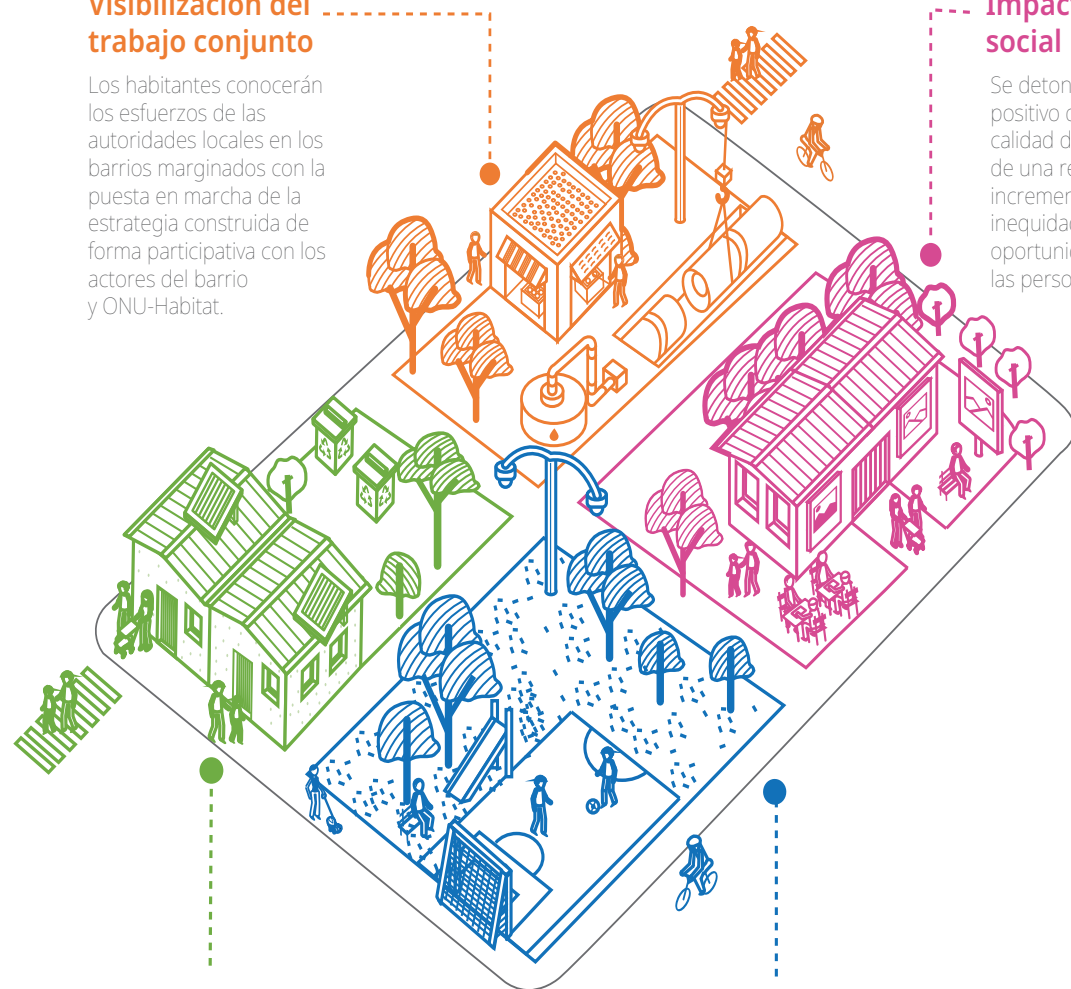 Visibilización del
trabajo conjunto
Los habitantes conocerán
los esfuerzos de las
autoridades locales en los
barrios marginados con la
puesta en marcha de la
estrategia construida de
forma participativa con los
actores del barrio
y ONU-Habitat.
Impac
social
Se deton
positivo
calidad d
de una re
increme
inequida
oportuni
las perso